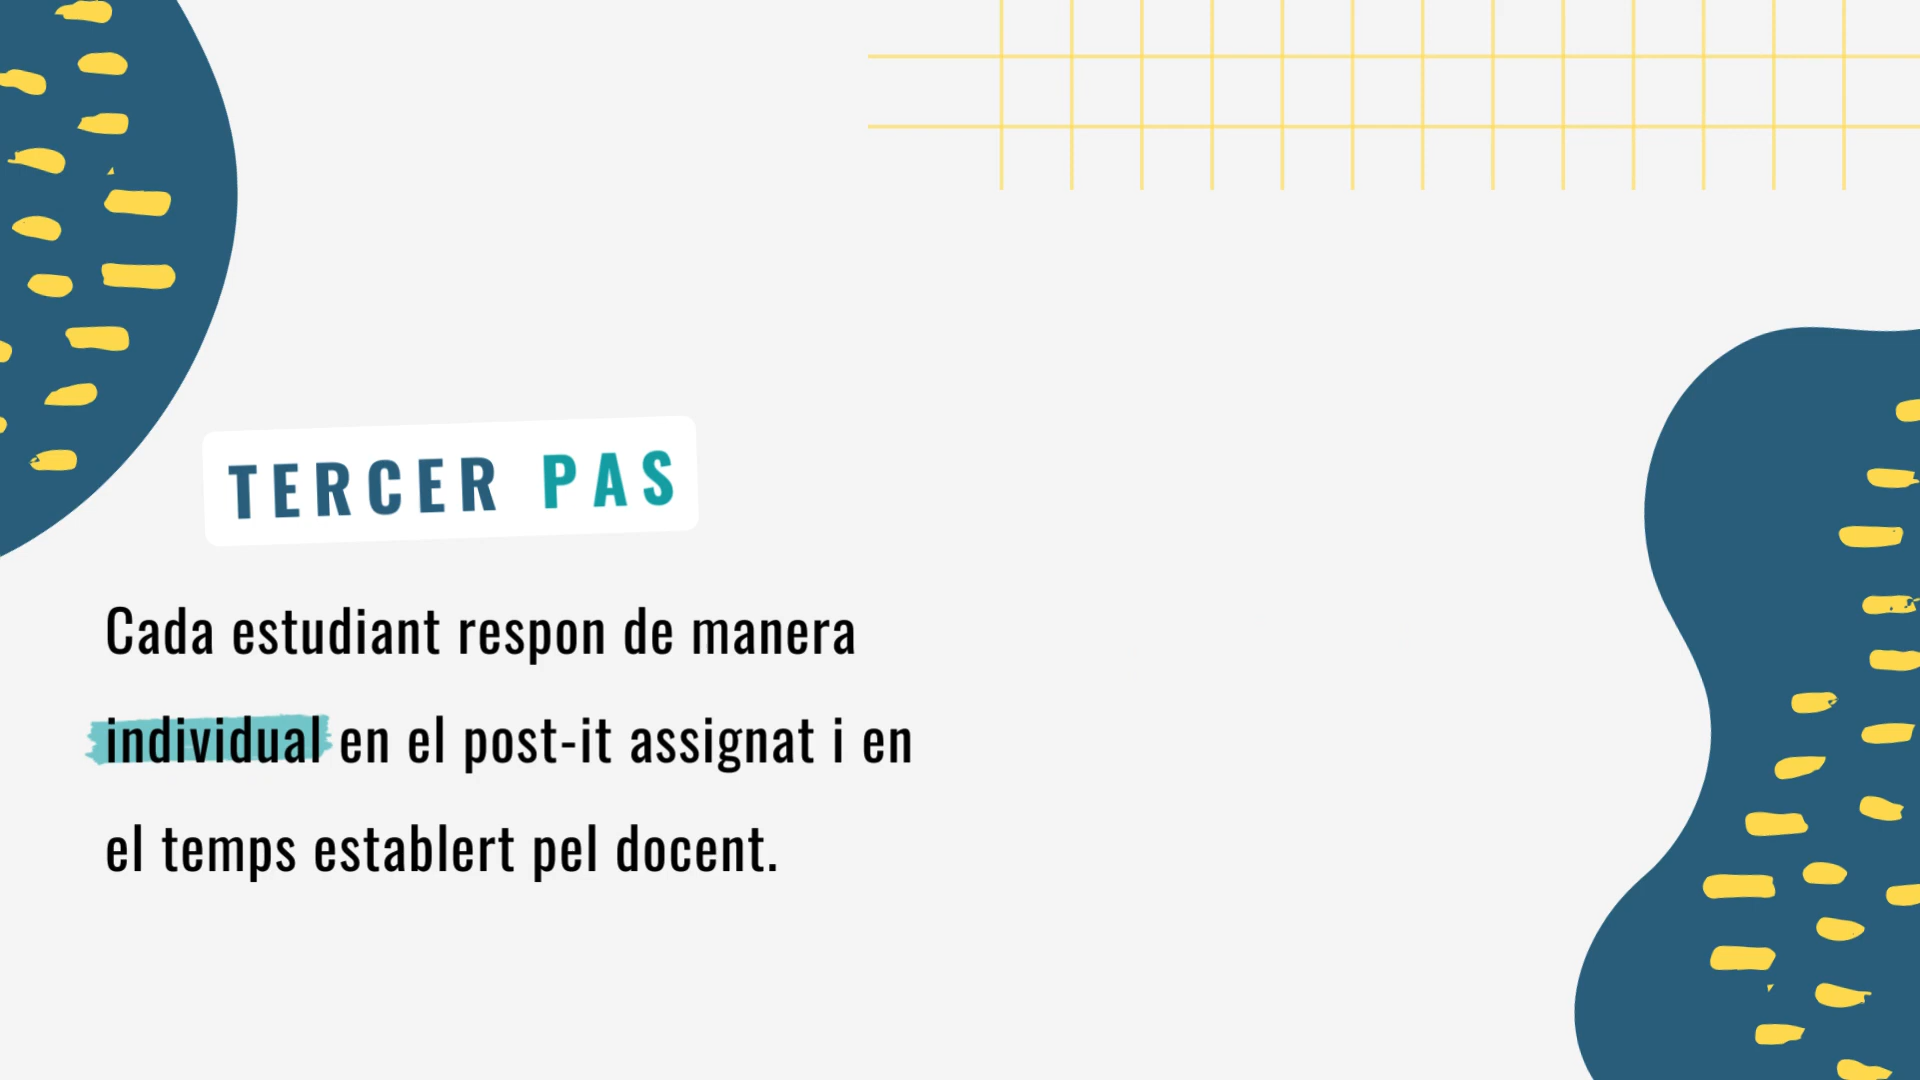 TERCER PAS
Cada estudiant respon de manera
individual en el post-it assignat i en
el temps establert pel docent.